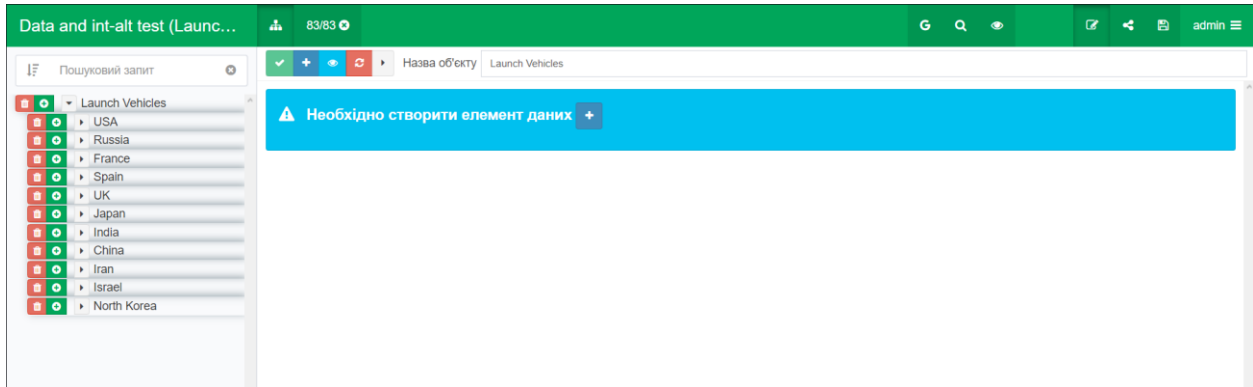 Data and int-alt test (Launc...
83/83
G
admin
Пошуковий запит
Назва об'єкту
Launch Vehicles
Launch Vehicles
USA
Russia
France
Spain
UK
Japan
India
China
Iran
Israel
North Korea
Необхідно створити елемент даних